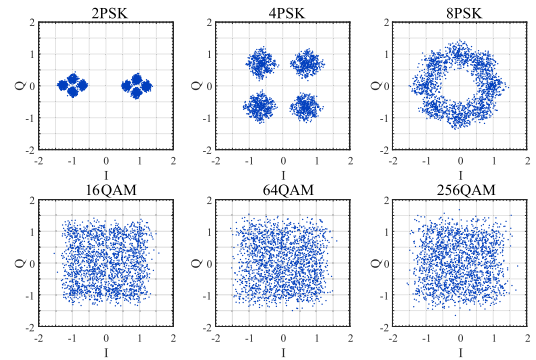 2PSK 4PSK 8PSK
2 2 2
1 1 1
Q 0 Q 0 Q 0
-1 -1 -1
-2 -2 -2
-2 -1 0 1 2 -2 -1 0 1 2 -2 -1 0 1 2
I I I
16QAM 64QAM 256QAM
2 2 2
1 1 1
Q 0 Q 0 Q 0
-1 -1 -1
-2 -2 -2
-2 -1 0 1 2 -2 -1 0 1 2 -2 -1 0 1 2
I I I